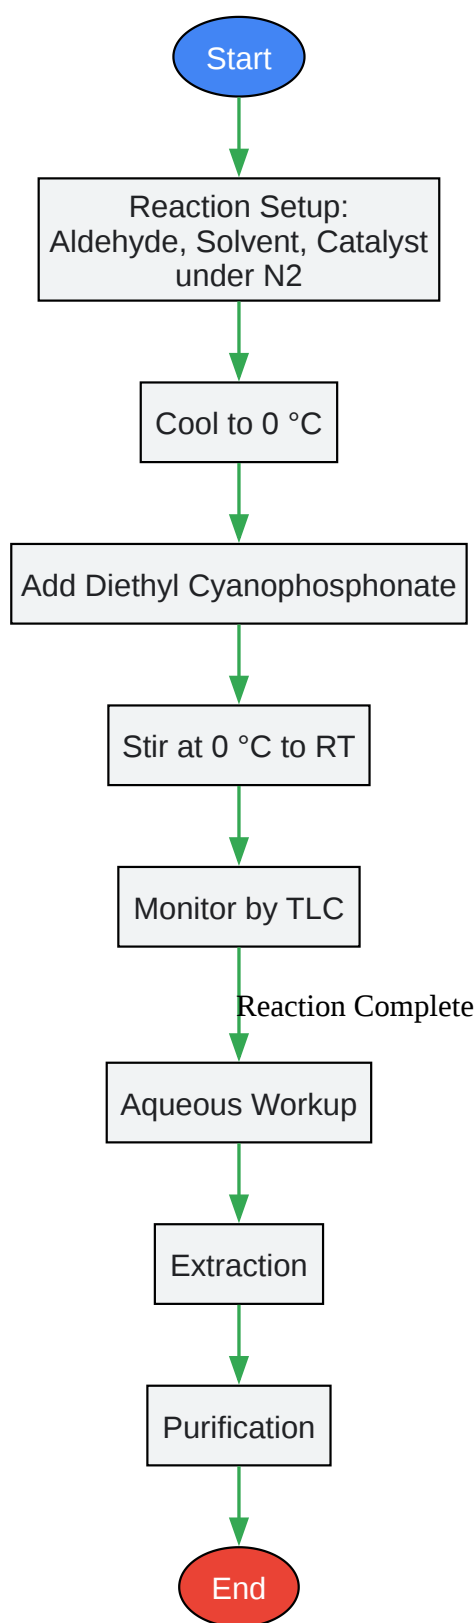 Start
Reaction Setup:
Aldehyde, Solvent, Catalyst
under N2
Cool to 0 °C
Add Diethyl Cyanophosphonate
Stir at 0 °C to RT
Monitor by TLC
Reaction Complete
Aqueous Workup
Extraction
Purification
End